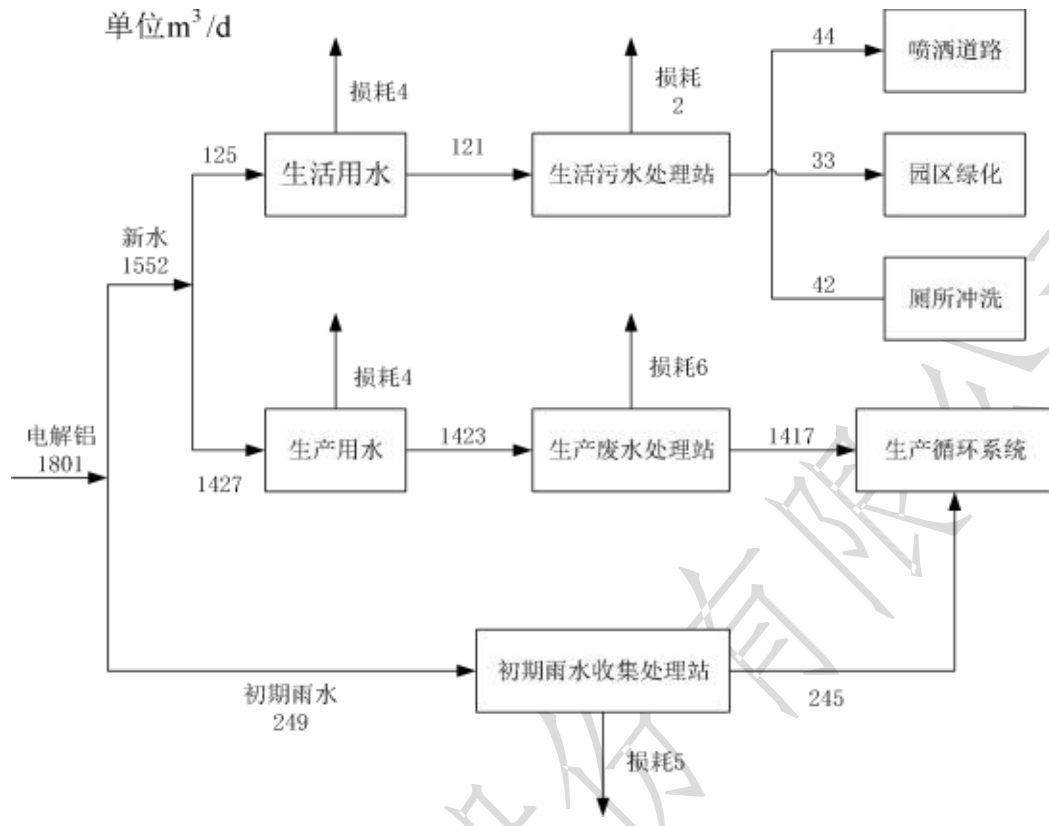 单位m³/d
44
喷洒道路
损耗4
损耗
2
125
生活用水
121
生活污水处理站
33
园区绿化
新水
1552
42
厕所冲洗
损耗4
损耗6
电解铝
1801
1427
生产用水
1423
生产废水处理站
1417
生产循环系统
初期雨水
249
初期雨水收集处理站
245
损耗5
份有限公